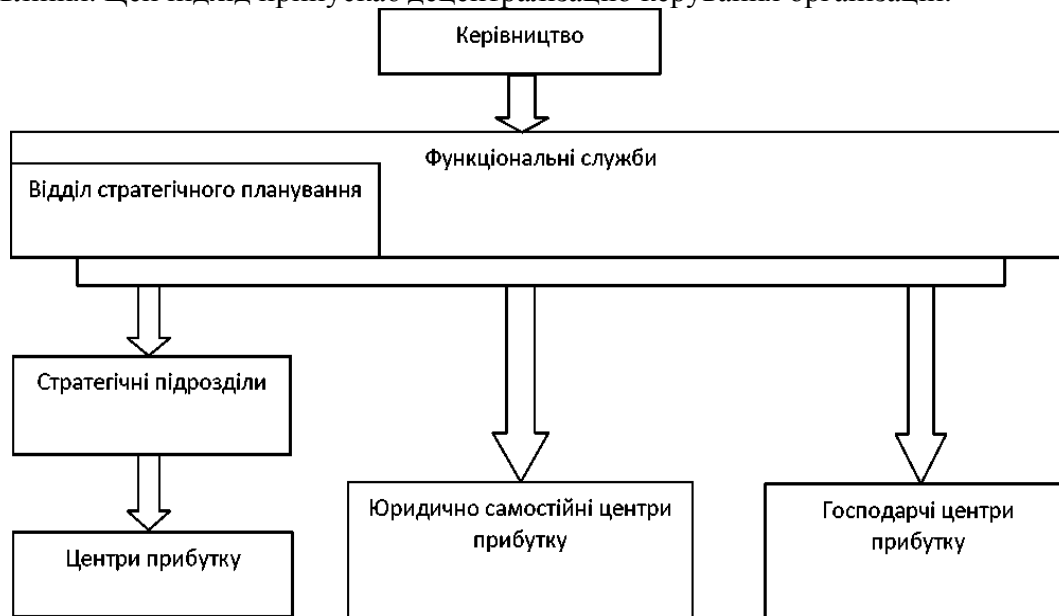 Керівництво
Функціональні служби
Відділ стратегічного планування
Стратегічні підрозділи
Центри прибутку
Юридично самостійні центри
прибутку
Господарчі центри
прибутку